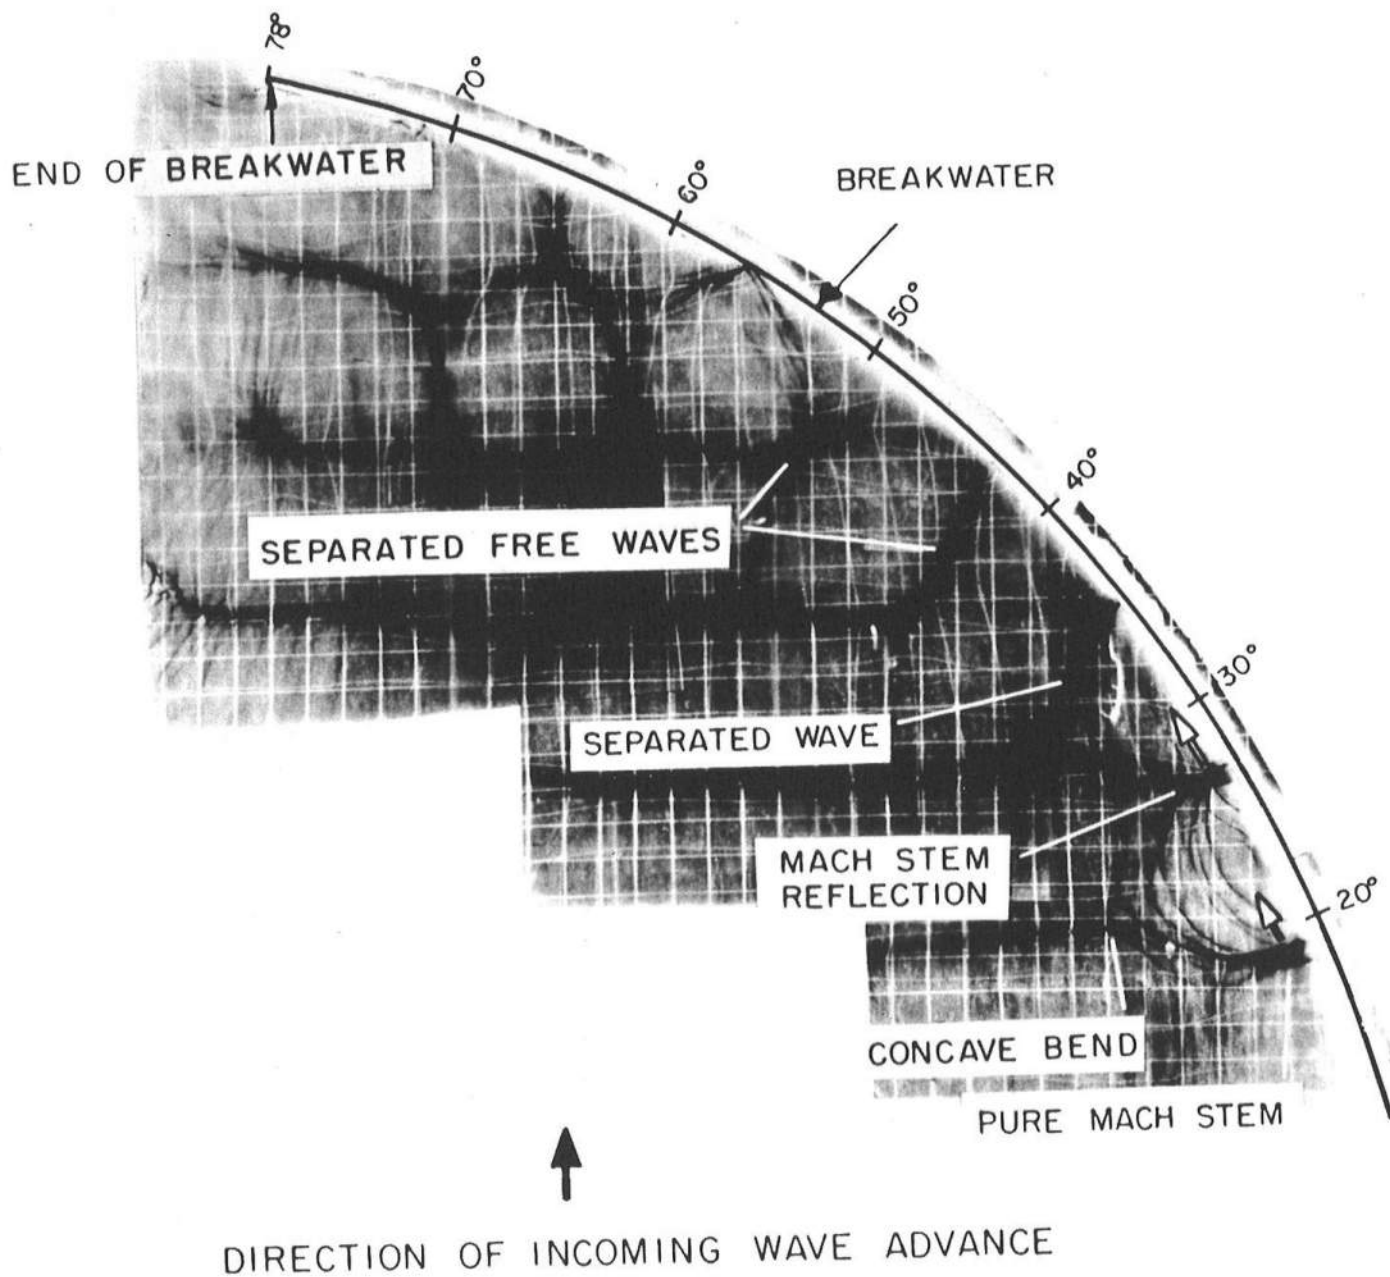 78°
70°
END OF BREAKWATER
60°
BREAKWATER
50°
40°
SEPARATED FREE WAVES
30°
SEPARATED WAVE
MACH STEM
REFLECTION
20°
CONCAVE BEND
PURE MACH STEM
DIRECTION OF INCOMING WAVE ADVANCE